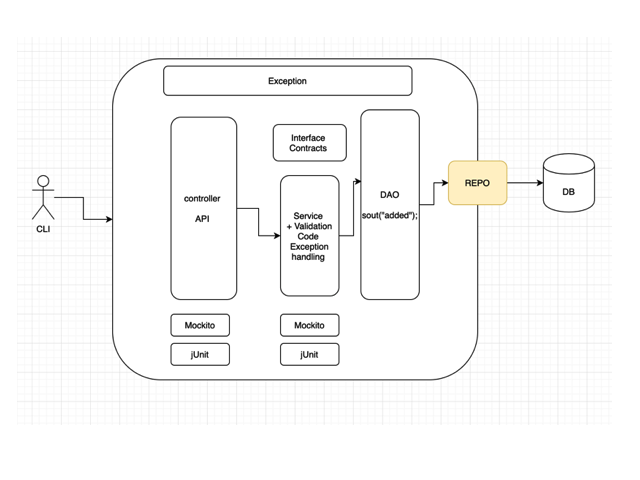 Exception
Interface
Contracts
controller
API
Service
+ Validation
Code
Exception
handling
DAO
sout("added");
REPO
DB
CLI
Mockito
jUnit
Mockito
jUnit